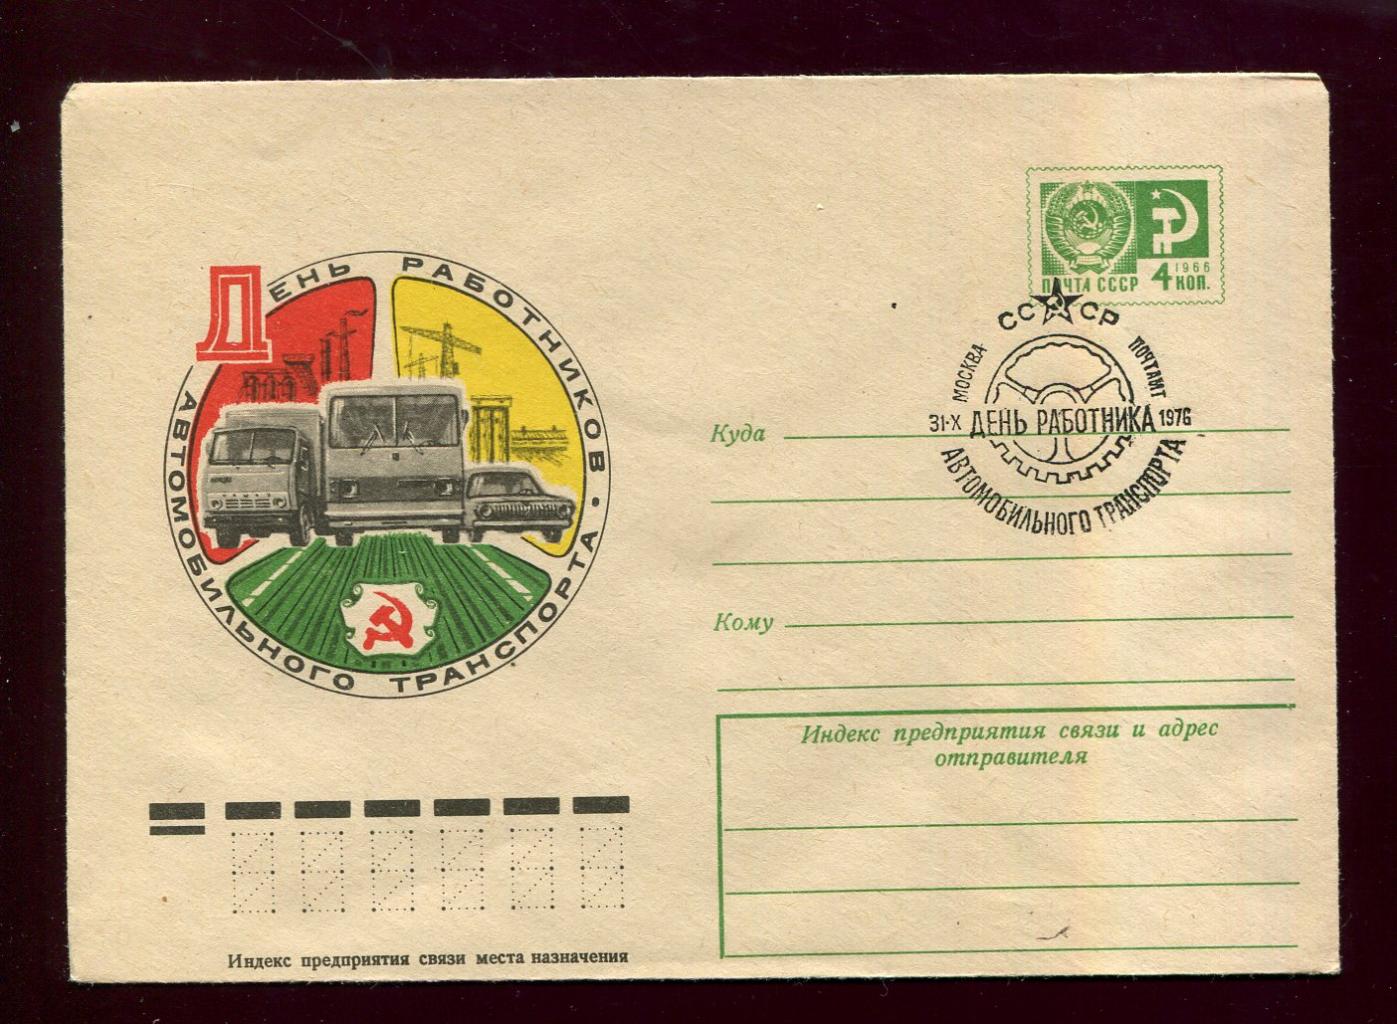 ДЕНЬ РАБОТНИКОВ
АВТОМОБИЛЬНОГО ТРАНСПОРТА •
1966
ПОЧТА СССР 4 КОП.
СССР
МОСКВА ПОЧТАМТ
31-X ДЕНЬ РАБОТНИКА 1976
АВТОМОБИЛЬНОГО ТРАНСПОРТА
Куда
Кому
Индекс предприятия связи и адрес
отправителя
Индекс предприятия связи места назначения